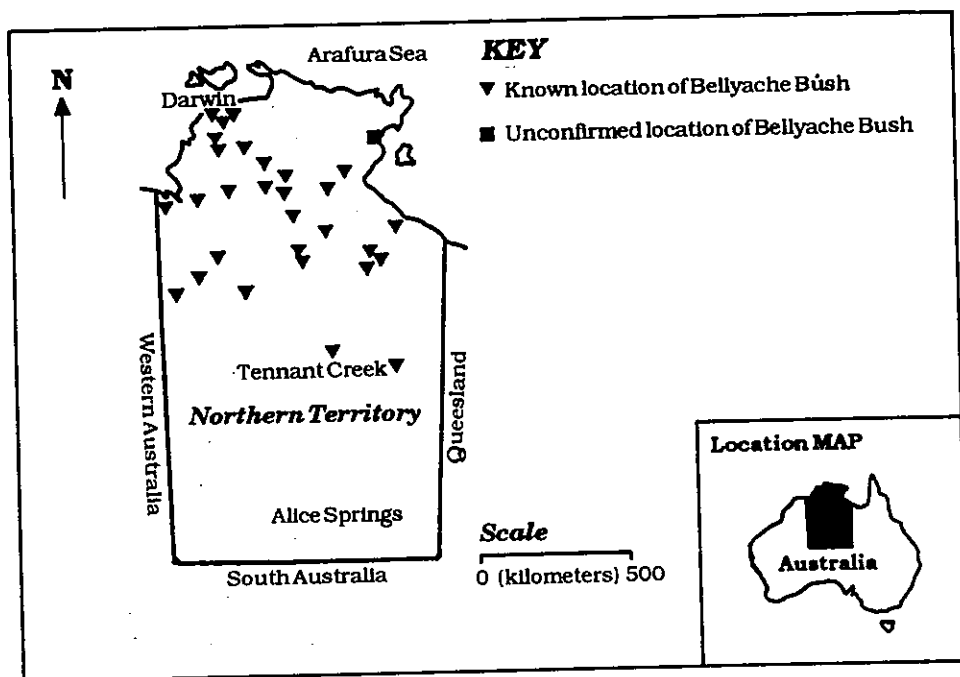 Arafura Sea
KEY
N
Darwin
▼ Known location of Bellyache Búsh
■ Unconfirmed location of Bellyache Bush
Western Australia
Tennant Creek
Queesland
Northern Territory
Location MAP
Alice Springs
Scale
0 (kilometers) 500
South Australia
Australia